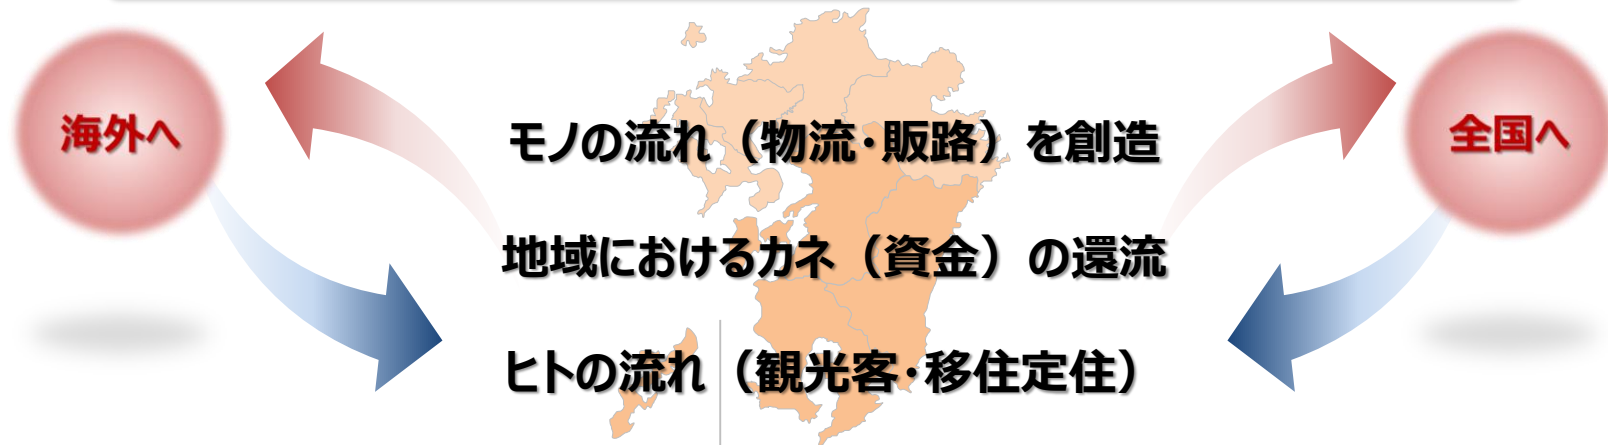 海外へ
全国へ
モノの流れ（物流・販路）を創造
地域におけるカネ（資金）の還流
ヒトの流れ（観光客・移住定住）